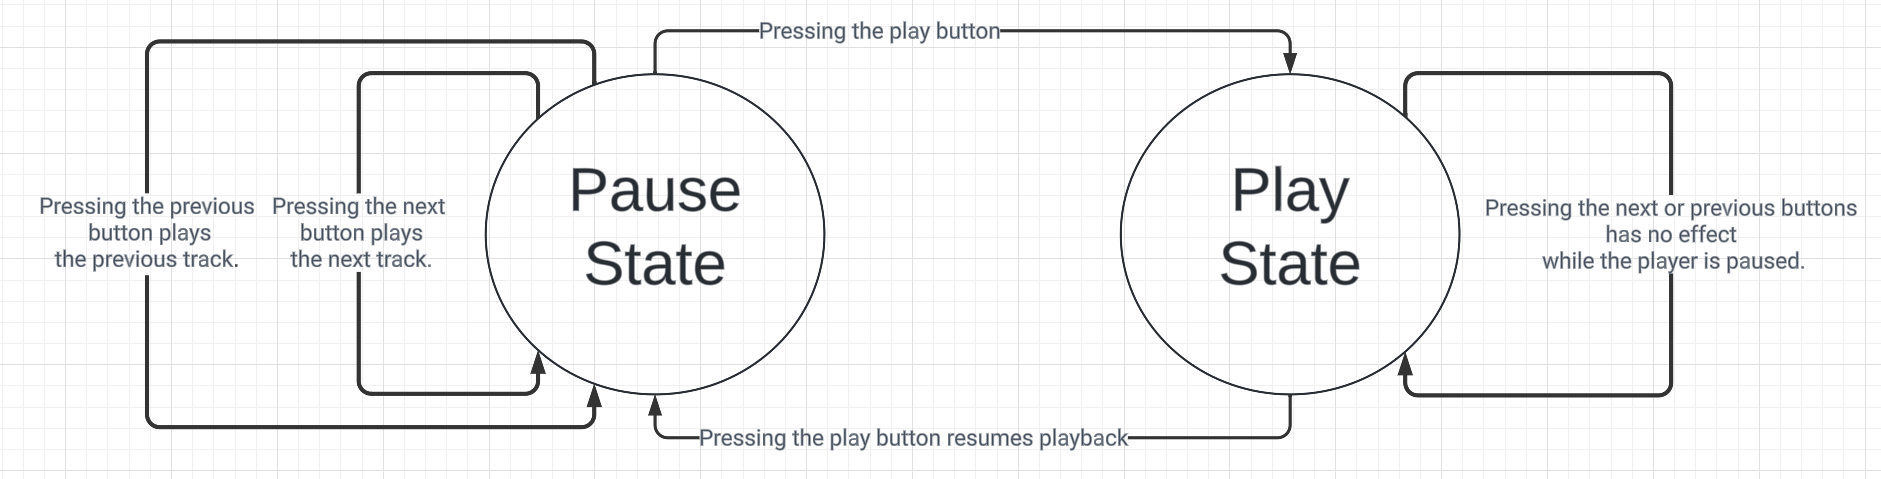 Pressing the play button
Pressing the previous
button plays
the previous track.
Pressing the next
button plays
the next track.
Pause
State
Play
State
Pressing the next or previous buttons
has no effect
while the player is paused.
Pressing the play button resumes playback